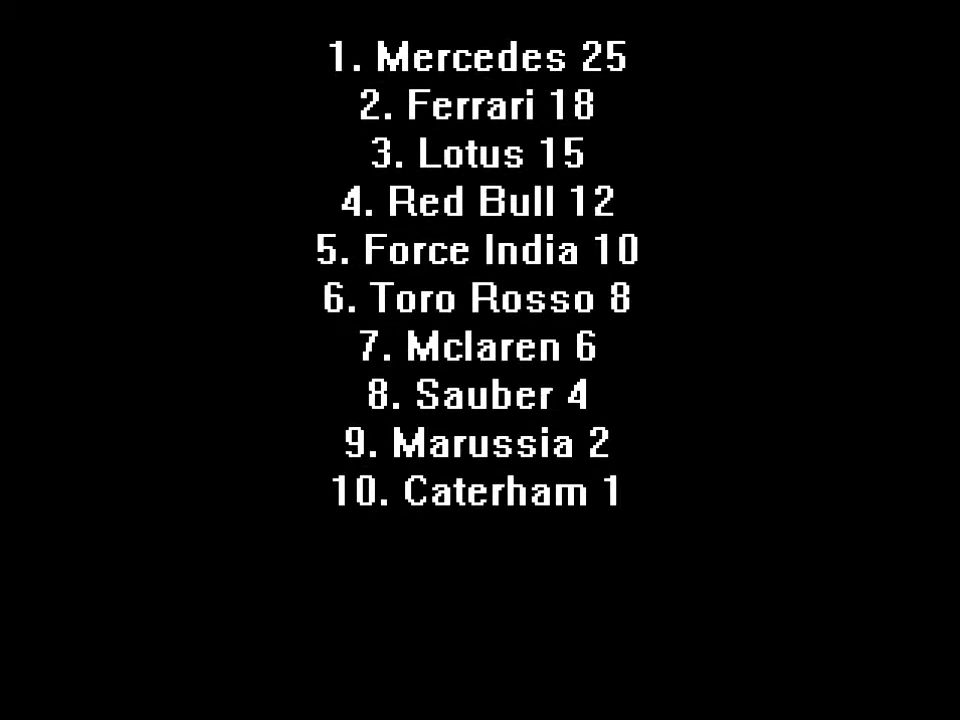 1. Mercedes 25
2. Ferrari 18
3. Lotus 15
4. Red Bull 12
5. Force India 10
6. Toro Rosso 8
7. Mclaren 6
8. Sauber 4
9. Marussia 2
10. Caterham 1